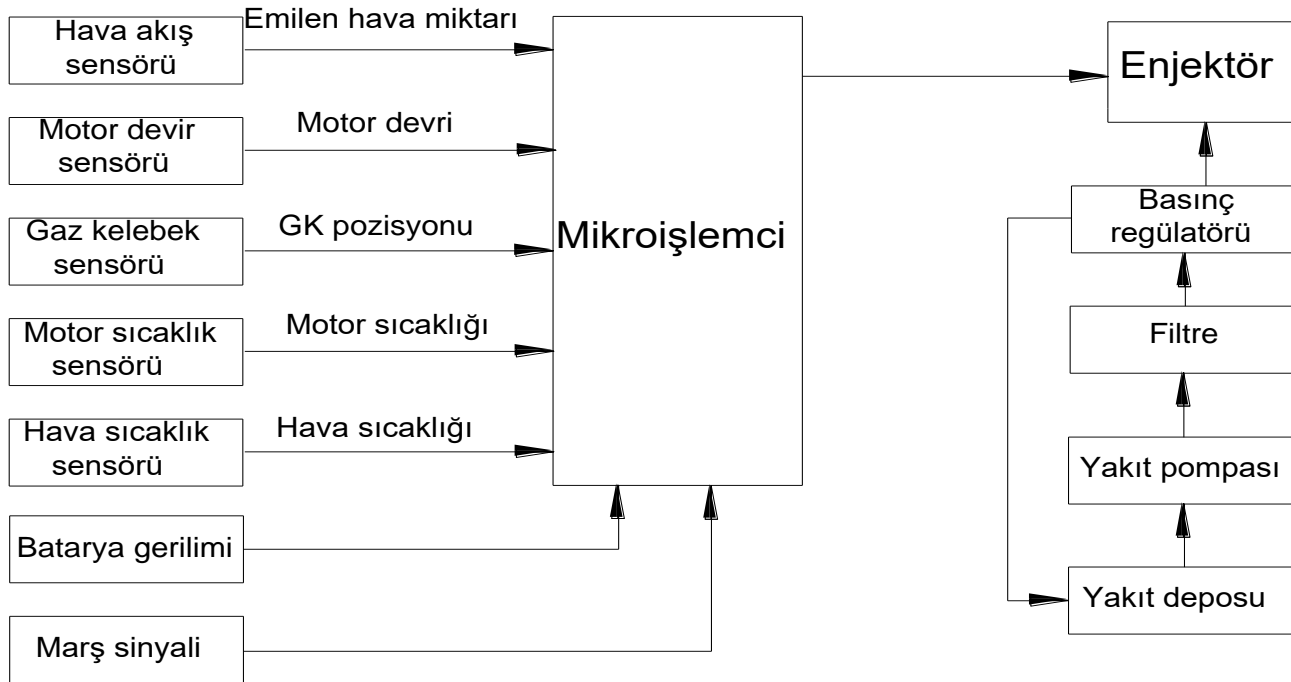 Hava akış
sensörü
Emilen hava miktarı
Motor devir
sensörü
Motor devri
Gaz kelebek
sensörü
GK pozisyonu
Motor sıcaklık
sensörü
Motor sıcaklığı
Hava sıcaklık
sensörü
Hava sıcaklığı
Batarya gerilimi
Marş sinyali
Mikroişlemci
Enjektör
Basınç
regülatörü
Filtre
Yakıt pompası
Yakıt deposu